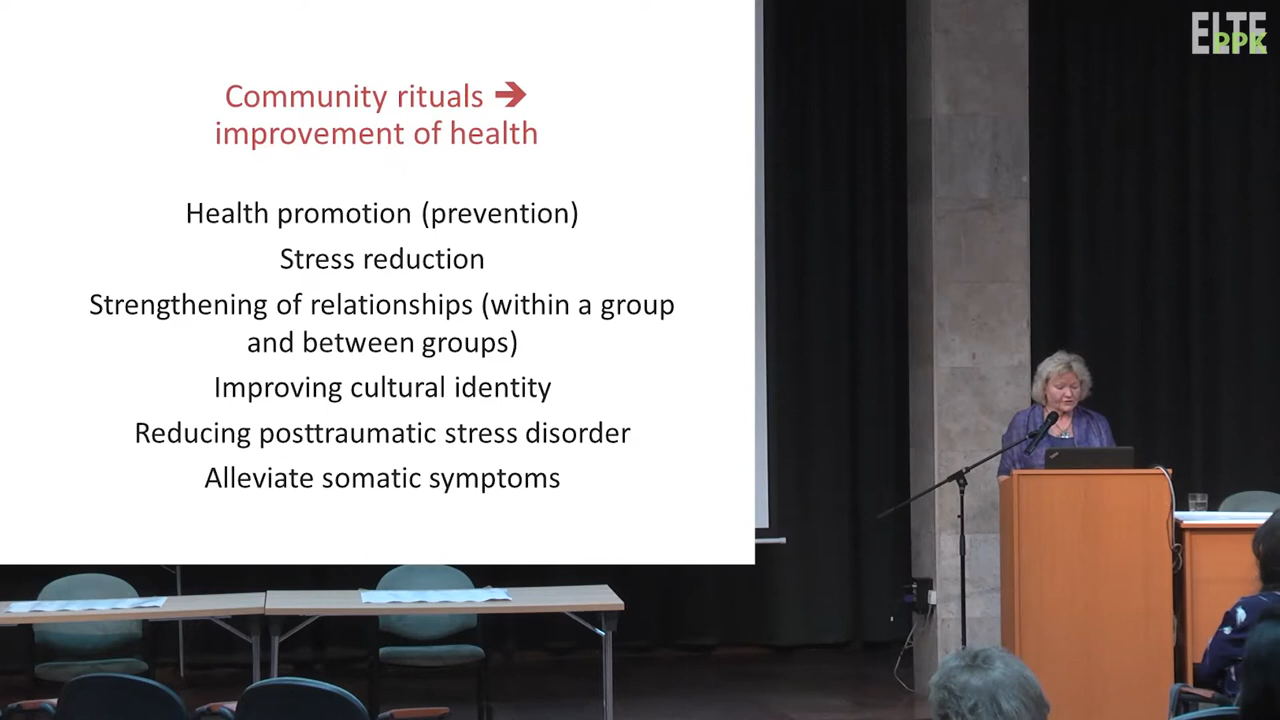 Community rituals ➔
improvement of health
Health promotion (prevention)
Stress reduction
Strengthening of relationships (within a group
and between groups)
Improving cultural identity
Reducing posttraumatic stress disorder
Alleviate somatic symptoms
ELTE
PPK